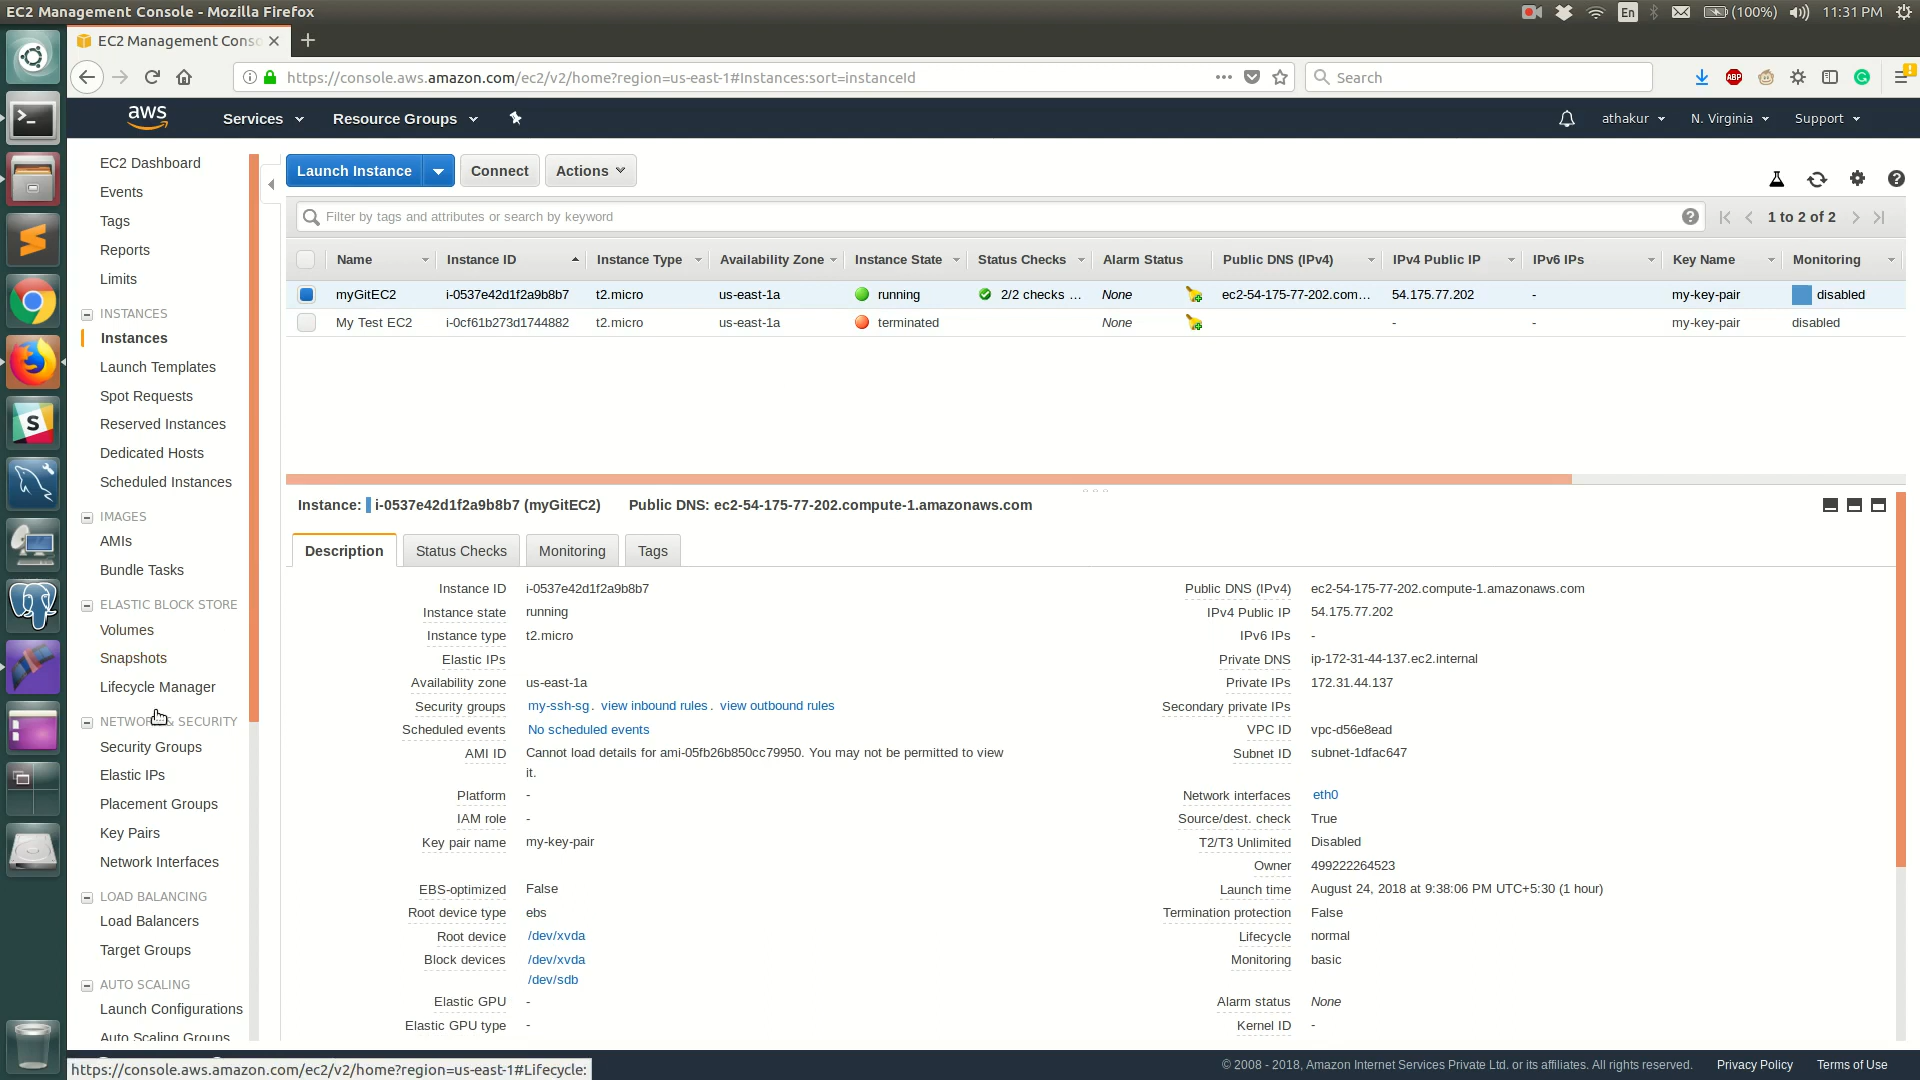 EC2 Management Console - Mozilla Firefox
En
(100%)
11:31 PM
EC2 Management Conso
https://console.aws.amazon.com/ec2/v2/home?region=us-east-1#Instances:sort=instanceId
Search
ABP
aws
Services
Resource Groups
athakur
N. Virginia
Support
EC2 Dashboard
Events
Tags
Reports
Limits
INSTANCES
Instances
Launch Templates
Spot Requests
Reserved Instances
Dedicated Hosts
Scheduled Instances
IMAGES
AMIs
Bundle Tasks
ELASTIC BLOCK STORE
Volumes
Snapshots
Lifecycle Manager
NETWORK & SECURITY
Security Groups
Elastic IPs
Placement Groups
Key Pairs
Network Interfaces
LOAD BALANCING
Load Balancers
Target Groups
AUTO SCALING
Launch Configurations
Auto Scaling Groups
Launch Instance
Connect
Actions
Filter by tags and attributes or search by keyword
1 to 2 of 2
Name Instance ID Instance Type Availability Zone Instance State Status Checks Alarm Status Public DNS (IPv4) IPv4 Public IP IPv6 IPs Key Name Monitoring
myGitEC2 i-0537e42d1f2a9b8b7 t2.micro us-east-1a running 2/2 checks ... None ec2-54-175-77-202.com... 54.175.77.202 - my-key-pair disabled
My Test EC2 i-0cf61b273d1744882 t2.micro us-east-1a terminated None - - my-key-pair disabled
Instance: i-0537e42d1f2a9b8b7 (myGitEC2) Public DNS: ec2-54-175-77-202.compute-1.amazonaws.com
Description
Status Checks
Monitoring
Tags
Instance ID i-0537e42d1f2a9b8b7
Instance state running
Instance type t2.micro
Elastic IPs
Availability zone us-east-1a
Security groups my-ssh-sg. view inbound rules. view outbound rules
Scheduled events No scheduled events
AMI ID Cannot load details for ami-05fb26b850cc79950. You may not be permitted to view
it.
Platform -
IAM role -
Key pair name my-key-pair
EBS-optimized False
Root device type ebs
Root device /dev/xvda
Block devices /dev/xvda
/dev/sdb
Elastic GPU -
Elastic GPU type -
Public DNS (IPv4) ec2-54-175-77-202.compute-1.amazonaws.com
IPv4 Public IP 54.175.77.202
IPv6 IPs -
Private DNS ip-172-31-44-137.ec2.internal
Private IPs 172.31.44.137
Secondary private IPs
VPC ID vpc-d56e8ead
Subnet ID subnet-1dfac647
Network interfaces eth0
Source/dest. check True
T2/T3 Unlimited Disabled
Owner 499222264523
Launch time August 24, 2018 at 9:38:06 PM UTC+5:30 (1 hour)
Termination protection False
Lifecycle normal
Monitoring basic
Alarm status None
Kernel ID -
https://console.aws.amazon.com/ec2/v2/home?region=us-east-1#Lifecycle:
© 2008 - 2018, Amazon Internet Services Private Ltd. or its affiliates. All rights reserved.
Privacy Policy
Terms of Use